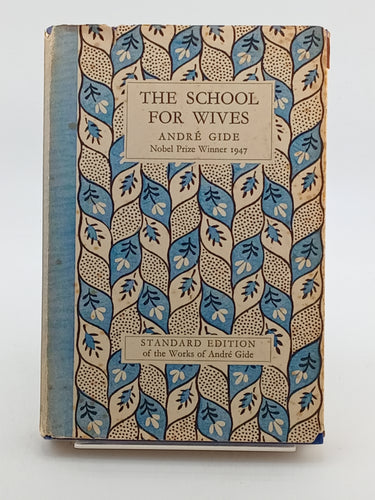 THE SCHOOL
FOR WIVES
ANDRÉ GIDE
Nobel Prize Winner 1947
STANDARD EDITION
of the Works of André Gide